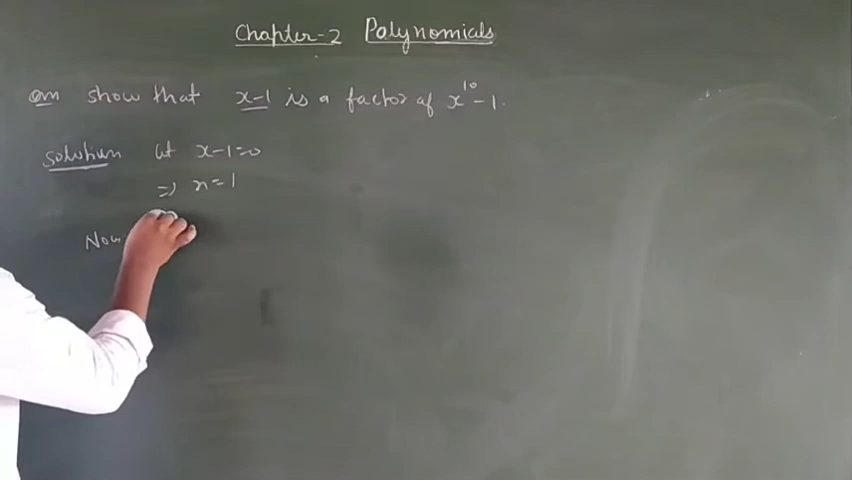 Chapter-2 Polynomials
Qn show that x-1 is a factor of x¹⁰-1.
Solution let x-1=0
=> x=1
Now